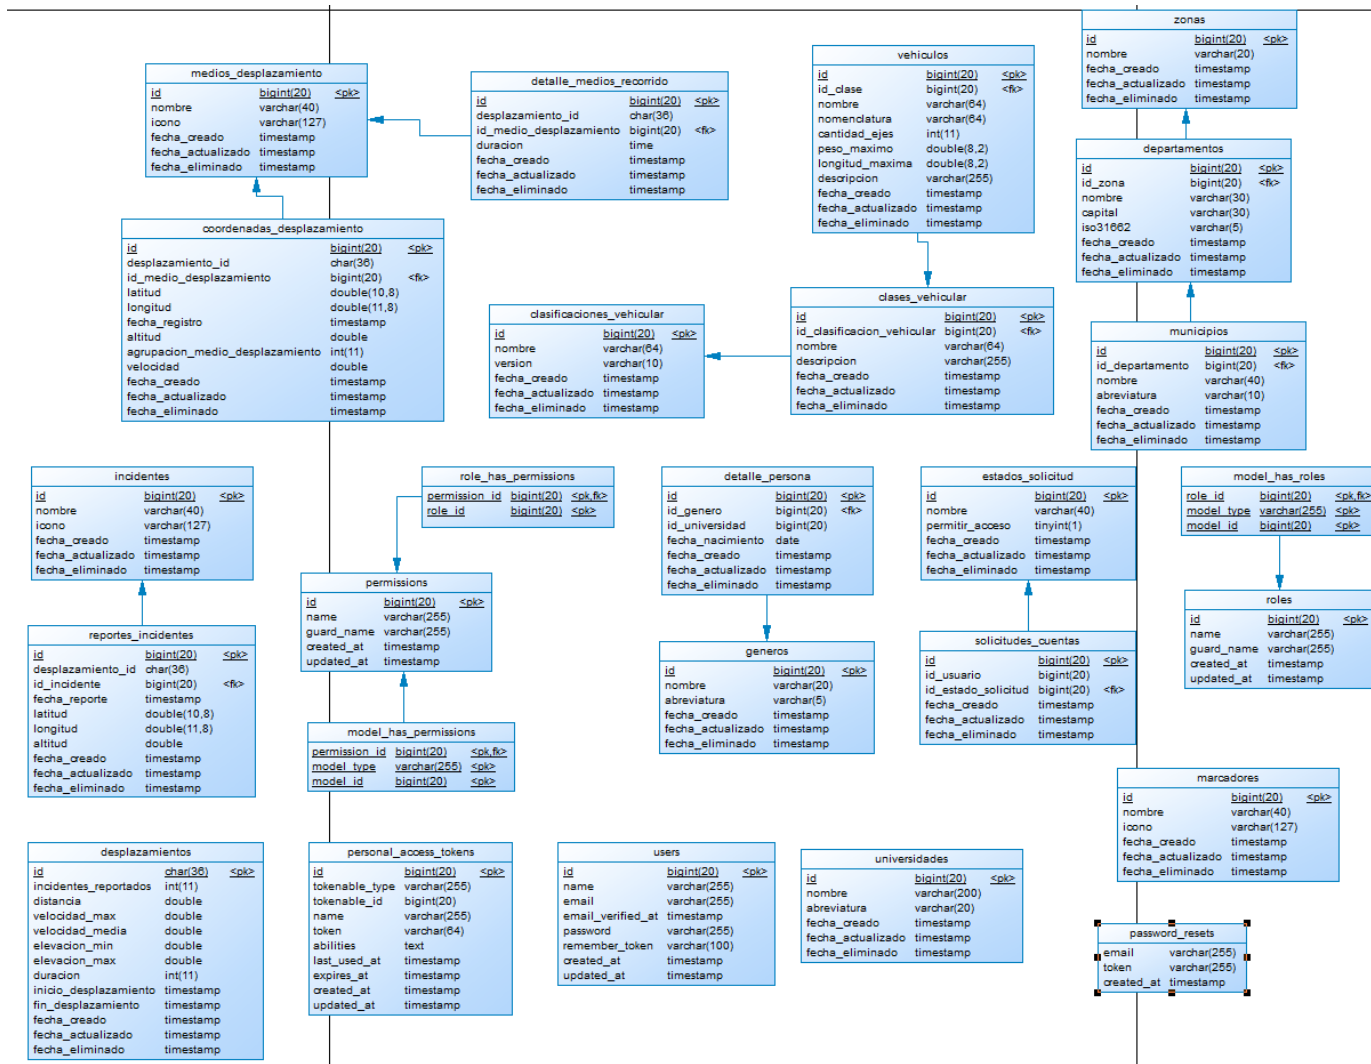 zonas
id bigint(20) <pk>
nombre varchar(20)
fecha_creado timestamp
fecha_actualizado timestamp
fecha_eliminado timestamp
medios_desplazamiento
id bigint(20) <pk>
nombre varchar(40)
icono varchar(127)
fecha_creado timestamp
fecha_actualizado timestamp
fecha_eliminado timestamp
detalle_medios_recorrido
id bigint(20) <pk>
desplazamiento_id char(36)
id_medio_desplazamiento bigint(20) <fk>
duracion time
fecha_creado timestamp
fecha_actualizado timestamp
fecha_eliminado timestamp
vehiculos
id bigint(20) <pk>
id_clase bigint(20) <fk>
nombre varchar(64)
nomenclatura varchar(64)
cantidad_ejes int(11)
peso_maximo double(8,2)
longitud_maxima double(8,2)
descripcion varchar(255)
fecha_creado timestamp
fecha_actualizado timestamp
fecha_eliminado timestamp
departamentos
id bigint(20) <pk>
id_zona bigint(20) <fk>
nombre varchar(30)
capital varchar(30)
iso31662 varchar(5)
fecha_creado timestamp
fecha_actualizado timestamp
fecha_eliminado timestamp
coordenadas_desplazamiento
id bigint(20) <pk>
desplazamiento_id char(36)
id_medio_desplazamiento bigint(20) <fk>
latitud double(10,8)
longitud double(11,8)
fecha_registro timestamp
altitud double
agrupacion_medio_desplazamiento int(11)
velocidad double
fecha_creado timestamp
fecha_actualizado timestamp
fecha_eliminado timestamp
clasificaciones_vehicular
id bigint(20) <pk>
nombre varchar(64)
version varchar(10)
fecha_creado timestamp
fecha_actualizado timestamp
fecha_eliminado timestamp
clases_vehicular
id bigint(20) <pk>
id_clasificacion_vehicular bigint(20) <fk>
nombre varchar(64)
descripcion varchar(255)
fecha_creado timestamp
fecha_actualizado timestamp
fecha_eliminado timestamp
municipios
id bigint(20) <pk>
id_departamento bigint(20) <fk>
nombre varchar(40)
abreviatura varchar(10)
fecha_creado timestamp
fecha_actualizado timestamp
fecha_eliminado timestamp
incidentes
id bigint(20) <pk>
nombre varchar(40)
icono varchar(127)
fecha_creado timestamp
fecha_actualizado timestamp
fecha_eliminado timestamp
role_has_permissions
permission_id bigint(20) <pk,fk>
role_id bigint(20) <pk>
detalle_persona
id bigint(20) <pk>
id_genero bigint(20) <fk>
id_universidad bigint(20)
fecha_nacimiento date
fecha_creado timestamp
fecha_actualizado timestamp
fecha_eliminado timestamp
estados_solicitud
id bigint(20) <pk>
nombre varchar(40)
permitir_acceso tinyint(1)
fecha_creado timestamp
fecha_actualizado timestamp
fecha_eliminado timestamp
model_has_roles
role_id bigint(20) <pk,fk>
model_type varchar(255) <pk>
model_id bigint(20) <pk>
permissions
id bigint(20) <pk>
name varchar(255)
guard_name varchar(255)
created_at timestamp
updated_at timestamp
roles
id bigint(20) <pk>
name varchar(255)
guard_name varchar(255)
created_at timestamp
updated_at timestamp
reportes_incidentes
id bigint(20) <pk>
desplazamiento_id char(36)
id_incidente bigint(20) <fk>
fecha_reporte timestamp
latitud double(10,8)
longitud double(11,8)
altitud double
fecha_creado timestamp
fecha_actualizado timestamp
fecha_eliminado timestamp
generos
id bigint(20) <pk>
nombre varchar(20)
abreviatura varchar(5)
fecha_creado timestamp
fecha_actualizado timestamp
fecha_eliminado timestamp
solicitudes_cuentas
id bigint(20) <pk>
id_usuario bigint(20)
id_estado_solicitud bigint(20) <fk>
fecha_creado timestamp
fecha_actualizado timestamp
fecha_eliminado timestamp
model_has_permissions
permission_id bigint(20) <pk,fk>
model_type varchar(255) <pk>
model_id bigint(20) <pk>
marcadores
id bigint(20) <pk>
nombre varchar(40)
icono varchar(127)
fecha_creado timestamp
fecha_actualizado timestamp
fecha_eliminado timestamp
desplazamientos
id char(36) <pk>
incidentes_reportados int(11)
distancia double
velocidad_max double
velocidad_media double
elevacion_min double
elevacion_max double
duracion int(11)
inicio_desplazamiento timestamp
fin_desplazamiento timestamp
fecha_creado timestamp
fecha_actualizado timestamp
fecha_eliminado timestamp
personal_access_tokens
id bigint(20) <pk>
tokenable_type varchar(255)
tokenable_id bigint(20)
name varchar(255)
token varchar(64)
abilities text
last_used_at timestamp
expires_at timestamp
created_at timestamp
updated_at timestamp
users
id bigint(20) <pk>
name varchar(255)
email varchar(255)
email_verified_at timestamp
password varchar(255)
remember_token varchar(100)
created_at timestamp
updated_at timestamp
universidades
id bigint(20) <pk>
nombre varchar(200)
abreviatura varchar(20)
fecha_creado timestamp
fecha_actualizado timestamp
fecha_eliminado timestamp
password_resets
email varchar(255)
token varchar(255)
created_at timestamp